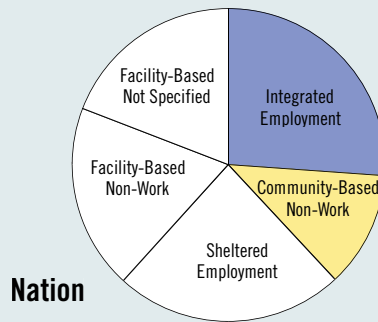 Facility-Based
Not Specified
Integrated
Employment
Facility-Based
Non-Work
Community-Based
Non-Work
Sheltered
Employment
Nation